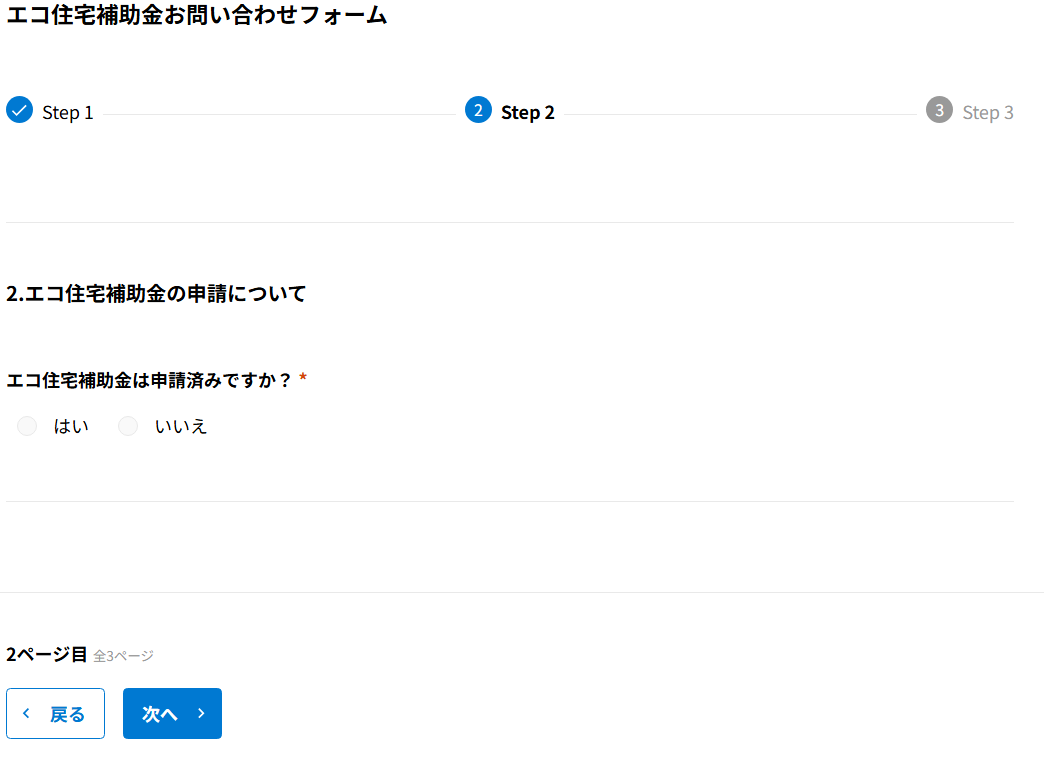 エコ住宅補助金お問い合わせフォーム
Step 1
2 Step 2
3 Step 3
2.エコ住宅補助金の申請について
エコ住宅補助金は申請済みですか？ *
はい いいえ
2ページ目 全3ページ
戻る 次へ